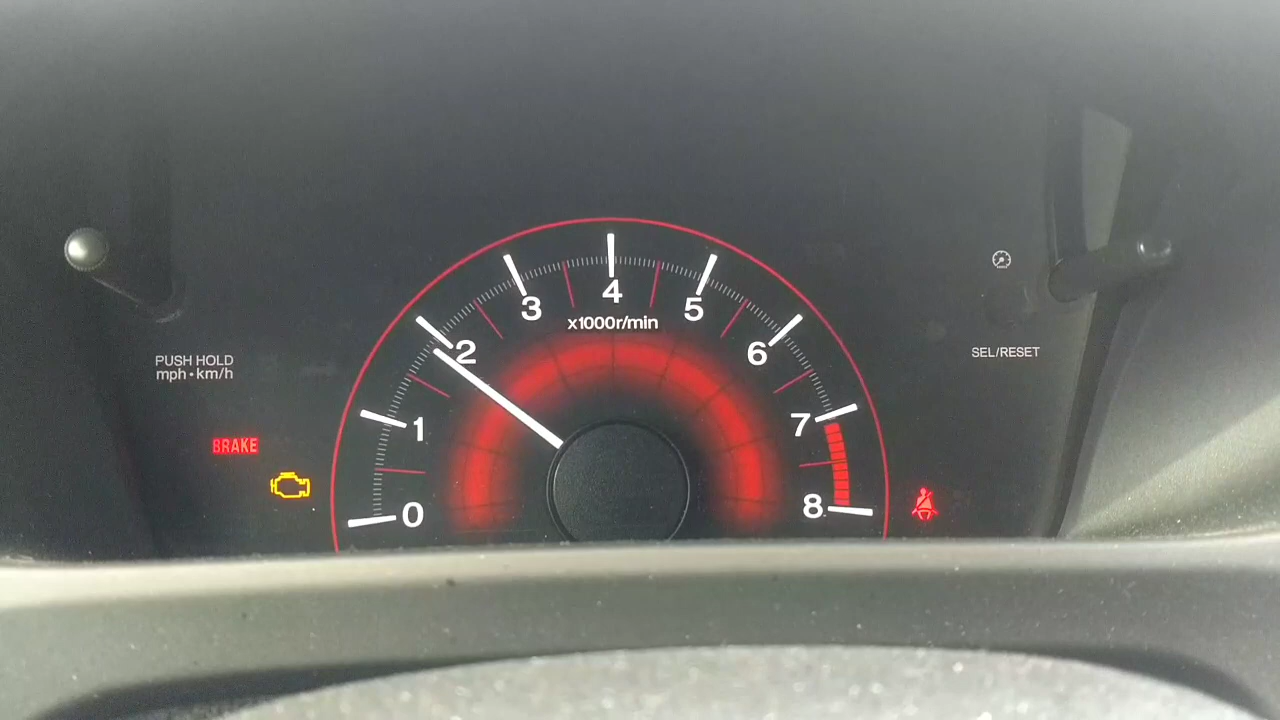 3
4
5
x1000r/min
2
6
PUSH HOLD
mph•km/h
SEL/RESET
1
7
BRAKE
0
8